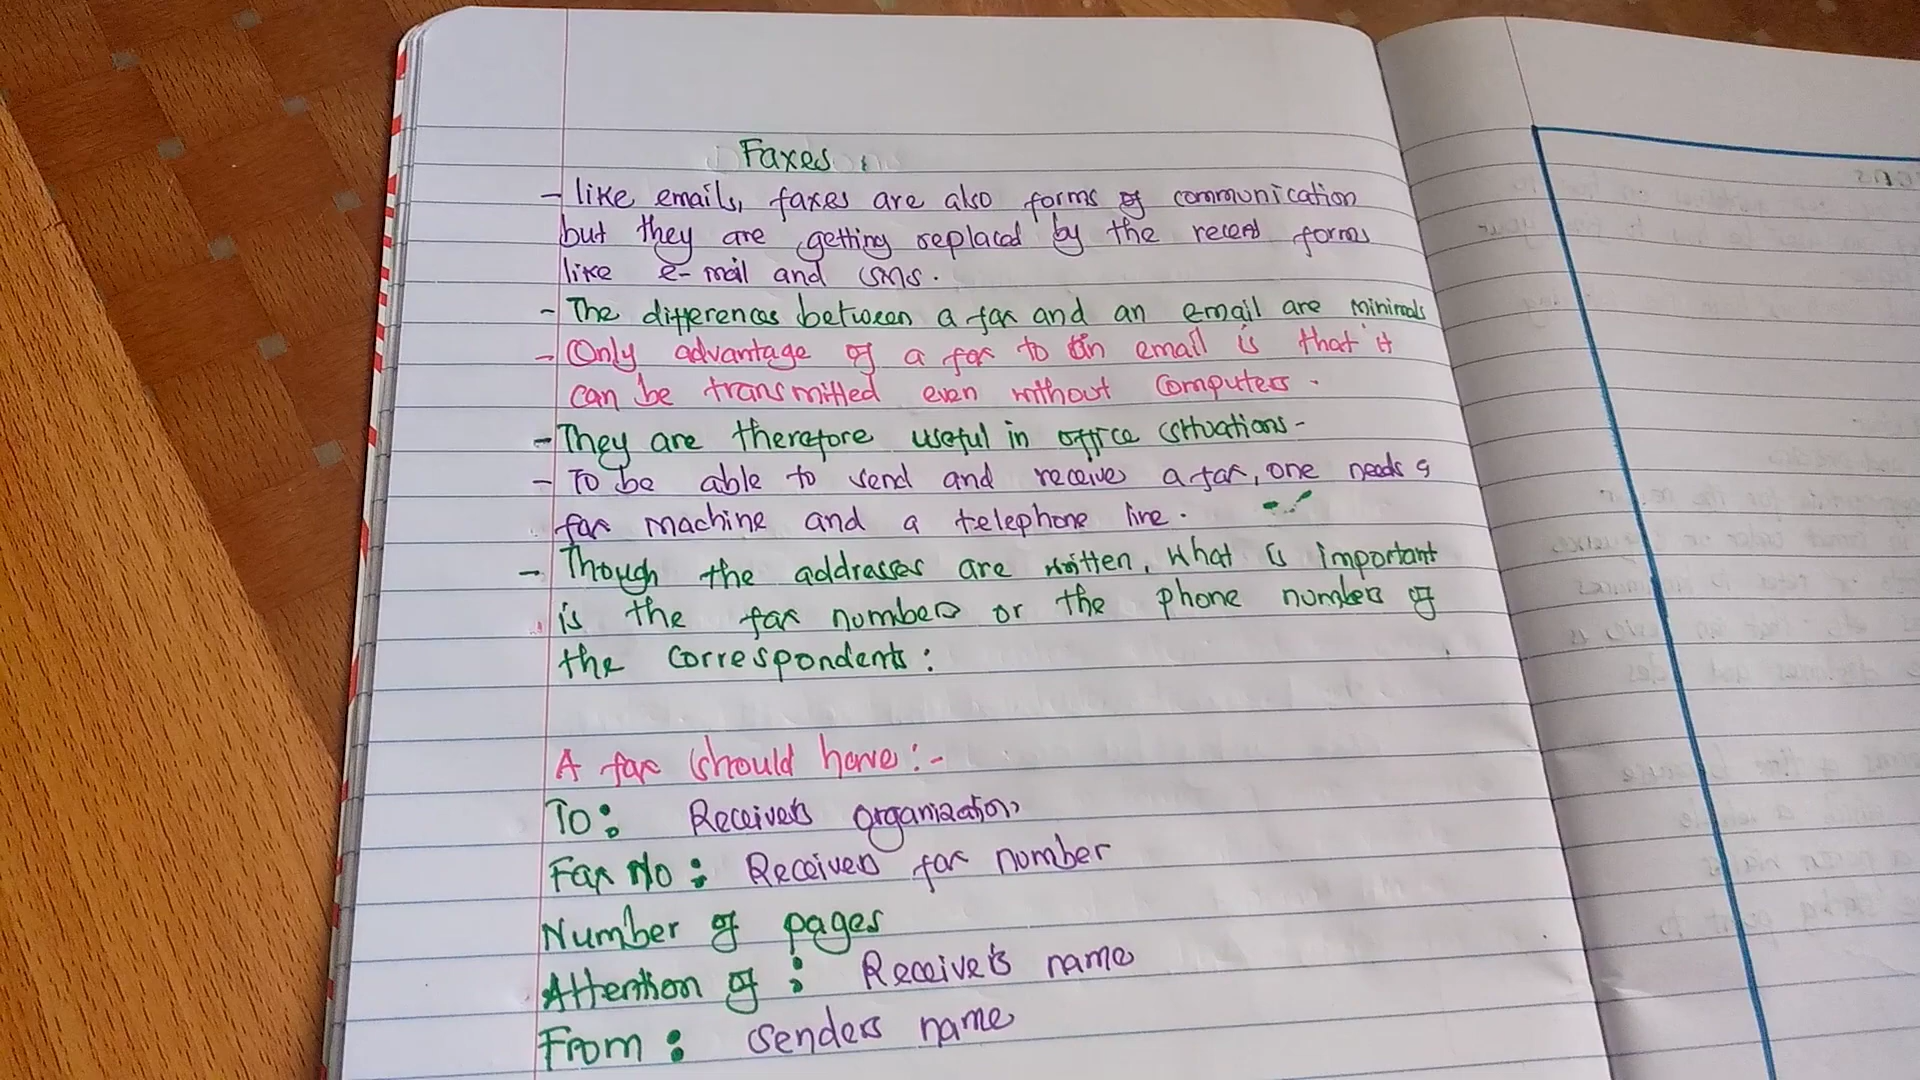 Faxes
- like emails, faxes are also forms of communication
but they are getting replaced by the recent forms
like e-mail and sms.
- The differences between a fax and an email are minimals
- Only advantage of a fax to an email is that it
can be transmitted even without computers.
- They are therefore useful in office situations -
- To be able to send and receive a fax, one needs a
fax machine and a telephone line.
- Though the addresses are written, what is important
is the fax numbers or the phone numbers of
the correspondents:
A fax should have:-
To: Receivers organization
Fax No: Receivers fax number
Number of pages
Attention of: Receivers name
From: Senders name